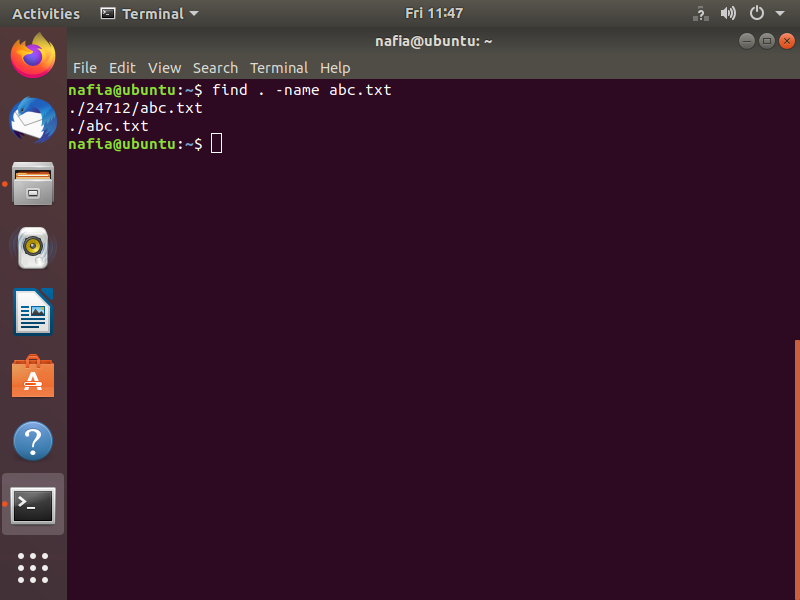 Activities Terminal Fri 11:47
nafia@ubuntu: ~
File Edit View Search Terminal Help
nafia@ubuntu:~$ find . -name abc.txt
./24712/abc.txt
./abc.txt
nafia@ubuntu:~$